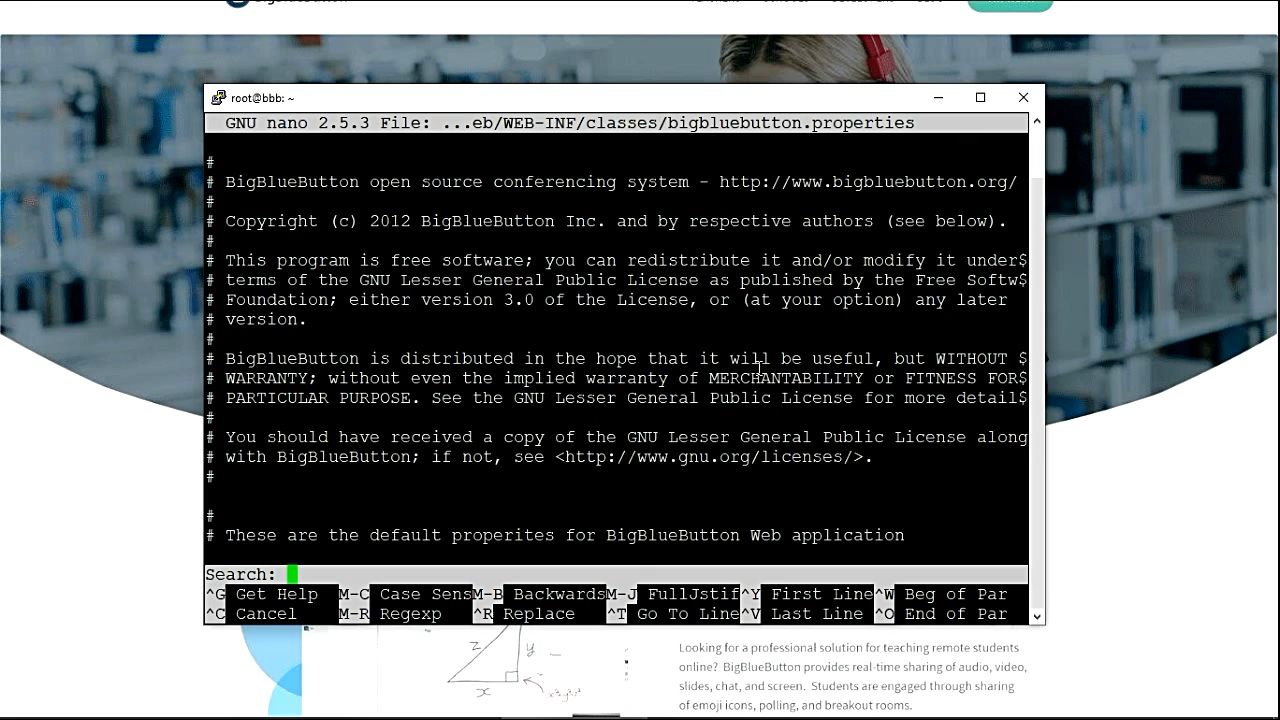 root@bbb: ~
GNU nano 2.5.3 File: ...eb/WEB-INF/classes/bigbluebutton.properties
#
# BigBlueButton open source conferencing system - http://www.bigbluebutton.org/
#
# Copyright (c) 2012 BigBlueButton Inc. and by respective authors (see below).
#
# This program is free software; you can redistribute it and/or modify it under$
# terms of the GNU Lesser General Public License as published by the Free Softw$
# Foundation; either version 3.0 of the License, or (at your option) any later
# version.
#
# BigBlueButton is distributed in the hope that it will be useful, but WITHOUT $
# WARRANTY; without even the implied warranty of MERCHANTABILITY or FITNESS FOR$
# PARTICULAR PURPOSE. See the GNU Lesser General Public License for more detail$
#
# You should have received a copy of the GNU Lesser General Public License along
# with BigBlueButton; if not, see <http://www.gnu.org/licenses/>.
#
#
# These are the default properites for BigBlueButton Web application
Search:
^G Get Help M-C Case Sens M-B Backwards M-J FullJstif ^Y First Line ^W Beg of Par
^C Cancel M-R Regexp ^R Replace ^T Go To Line ^V Last Line ^O End of Par
z y
x
Looking for a professional solution for teaching remote students
online? BigBlueButton provides real-time sharing of audio, video,
slides, chat, and screen. Students are engaged through sharing
of emoji icons, polling, and breakout rooms.